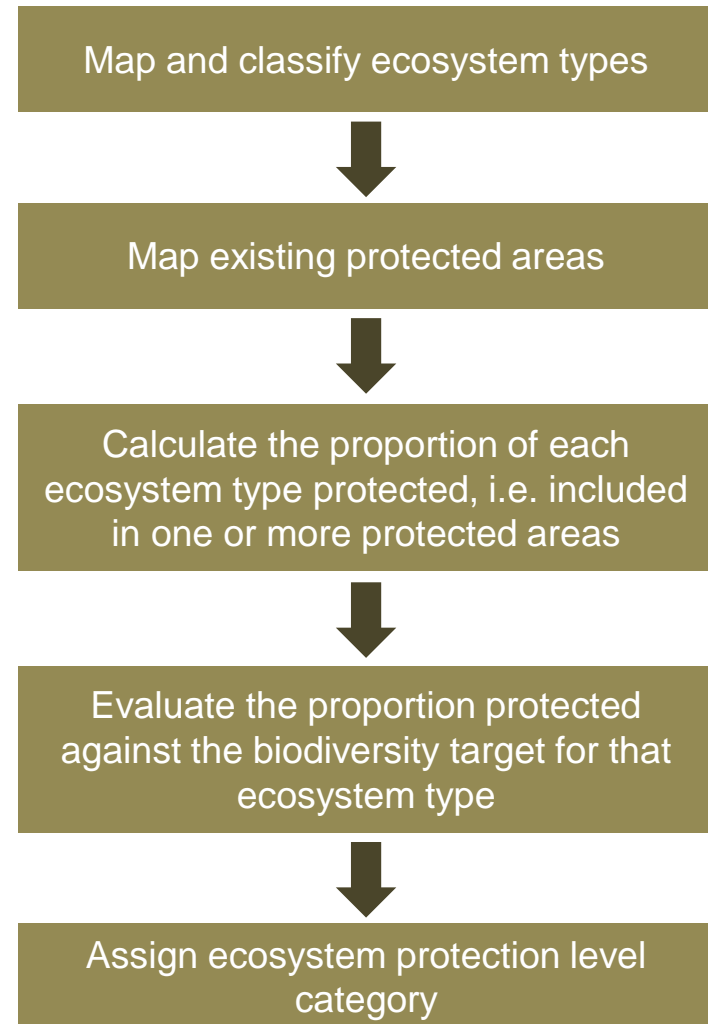 Map and classify ecosystem types
Map existing protected areas
Calculate the proportion of each
ecosystem type protected, i.e. included
in one or more protected areas
Evaluate the proportion protected
against the biodiversity target for that
ecosystem type
Assign ecosystem protection level
category